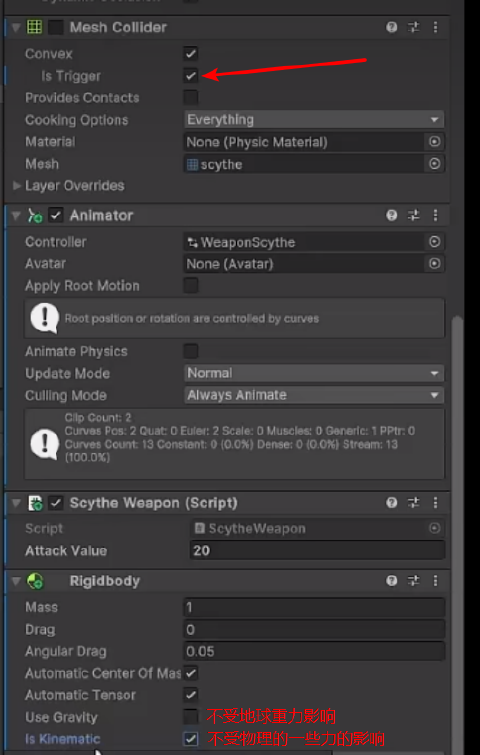 Mesh Collider
Convex
Is Trigger
Provides Contacts
Cooking Options Everything
Material None (Physic Material)
Mesh scythe
Layer Overrides
Animator
Controller WeaponScythe
Avatar None (Avatar)
Apply Root Motion
Root position or rotation are controlled by curves
Animate Physics
Update Mode Normal
Culling Mode Always Animate
Clip Count: 2
Curves Pos: 2 Quat: 0 Euler: 2 Scale: 0 Muscles: 0 Generic: 1 PPtr: 0
Curves Count: 13 Constant: 0 (0.0%) Dense: 0 (0.0%) Stream: 13
(100.0%)
Scythe Weapon (Script)
Script ScytheWeapon
Attack Value 20
Rigidbody
Mass 1
Drag 0
Angular Drag 0.05
Automatic Center Of Mas
Automatic Tensor
Use Gravity 不受地球重力影响
Is Kinematic 不受物理的一些力的影响